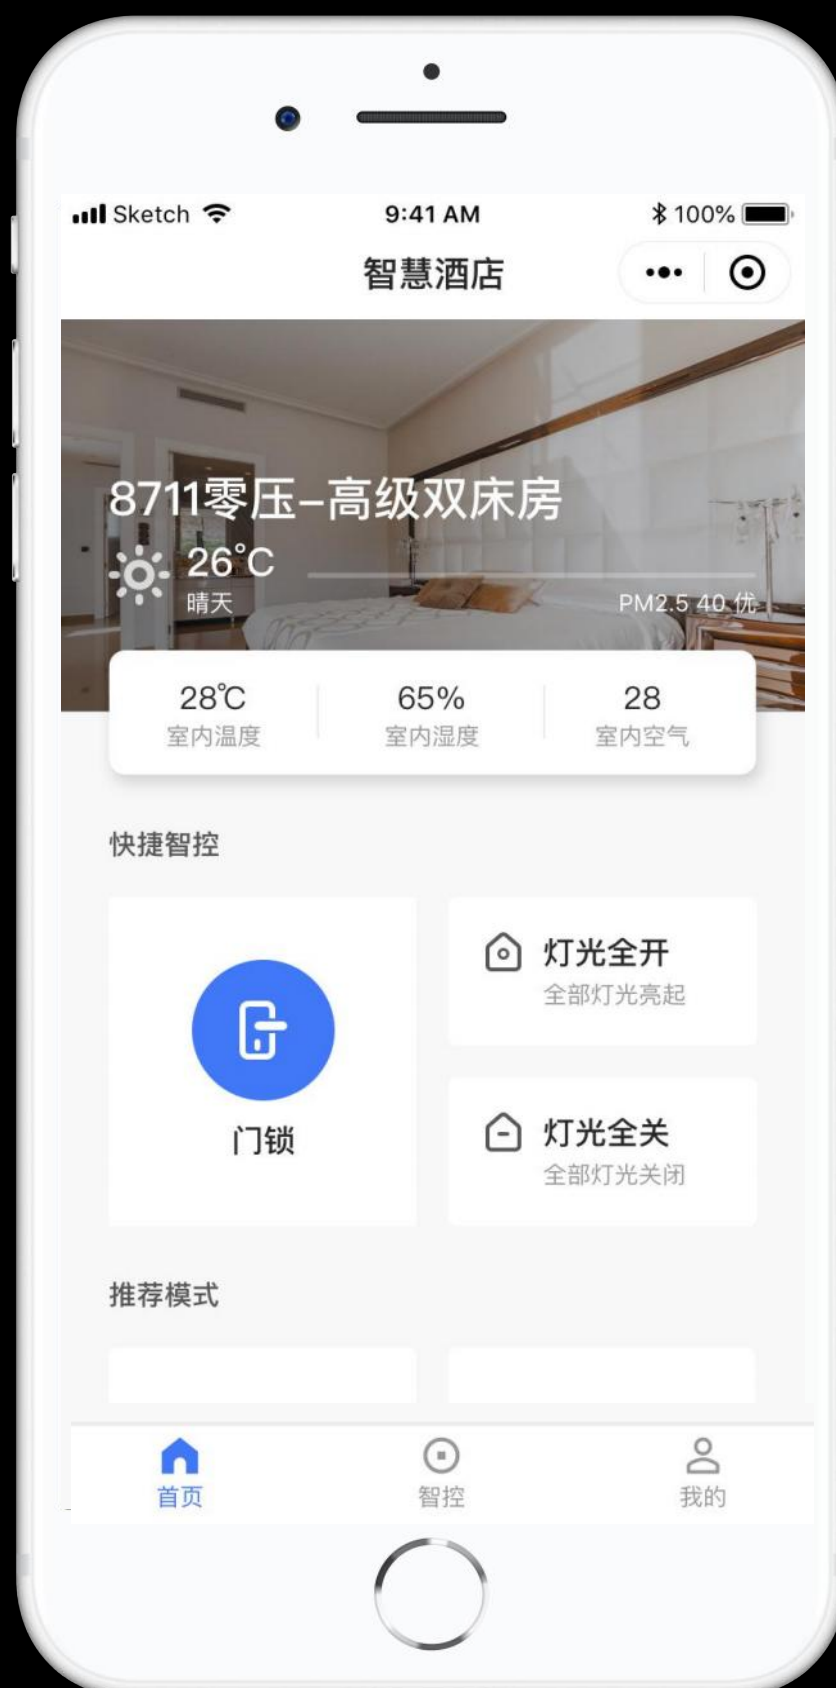 Sketch 9:41 AM 100%
智慧酒店
8711零压-高级双床房
26°C
晴天 PM2.5 40 优
28℃ 65% 28
室内温度 室内湿度 室内空气
快捷智控
灯光全开
全部灯光亮起
门锁
灯光全关
全部灯光关闭
推荐模式
首页 智控 我的